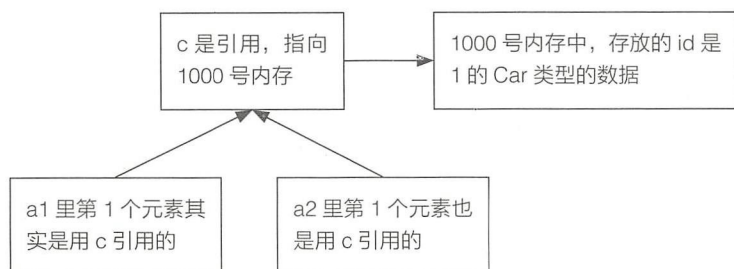 c 是引用，指向
1000 号内存
1000 号内存中，存放的 id 是
1 的 Car 类型的数据
a1 里第 1 个元素其
实是用 c 引用的
a2 里第 1 个元素也
是用 c 引用的